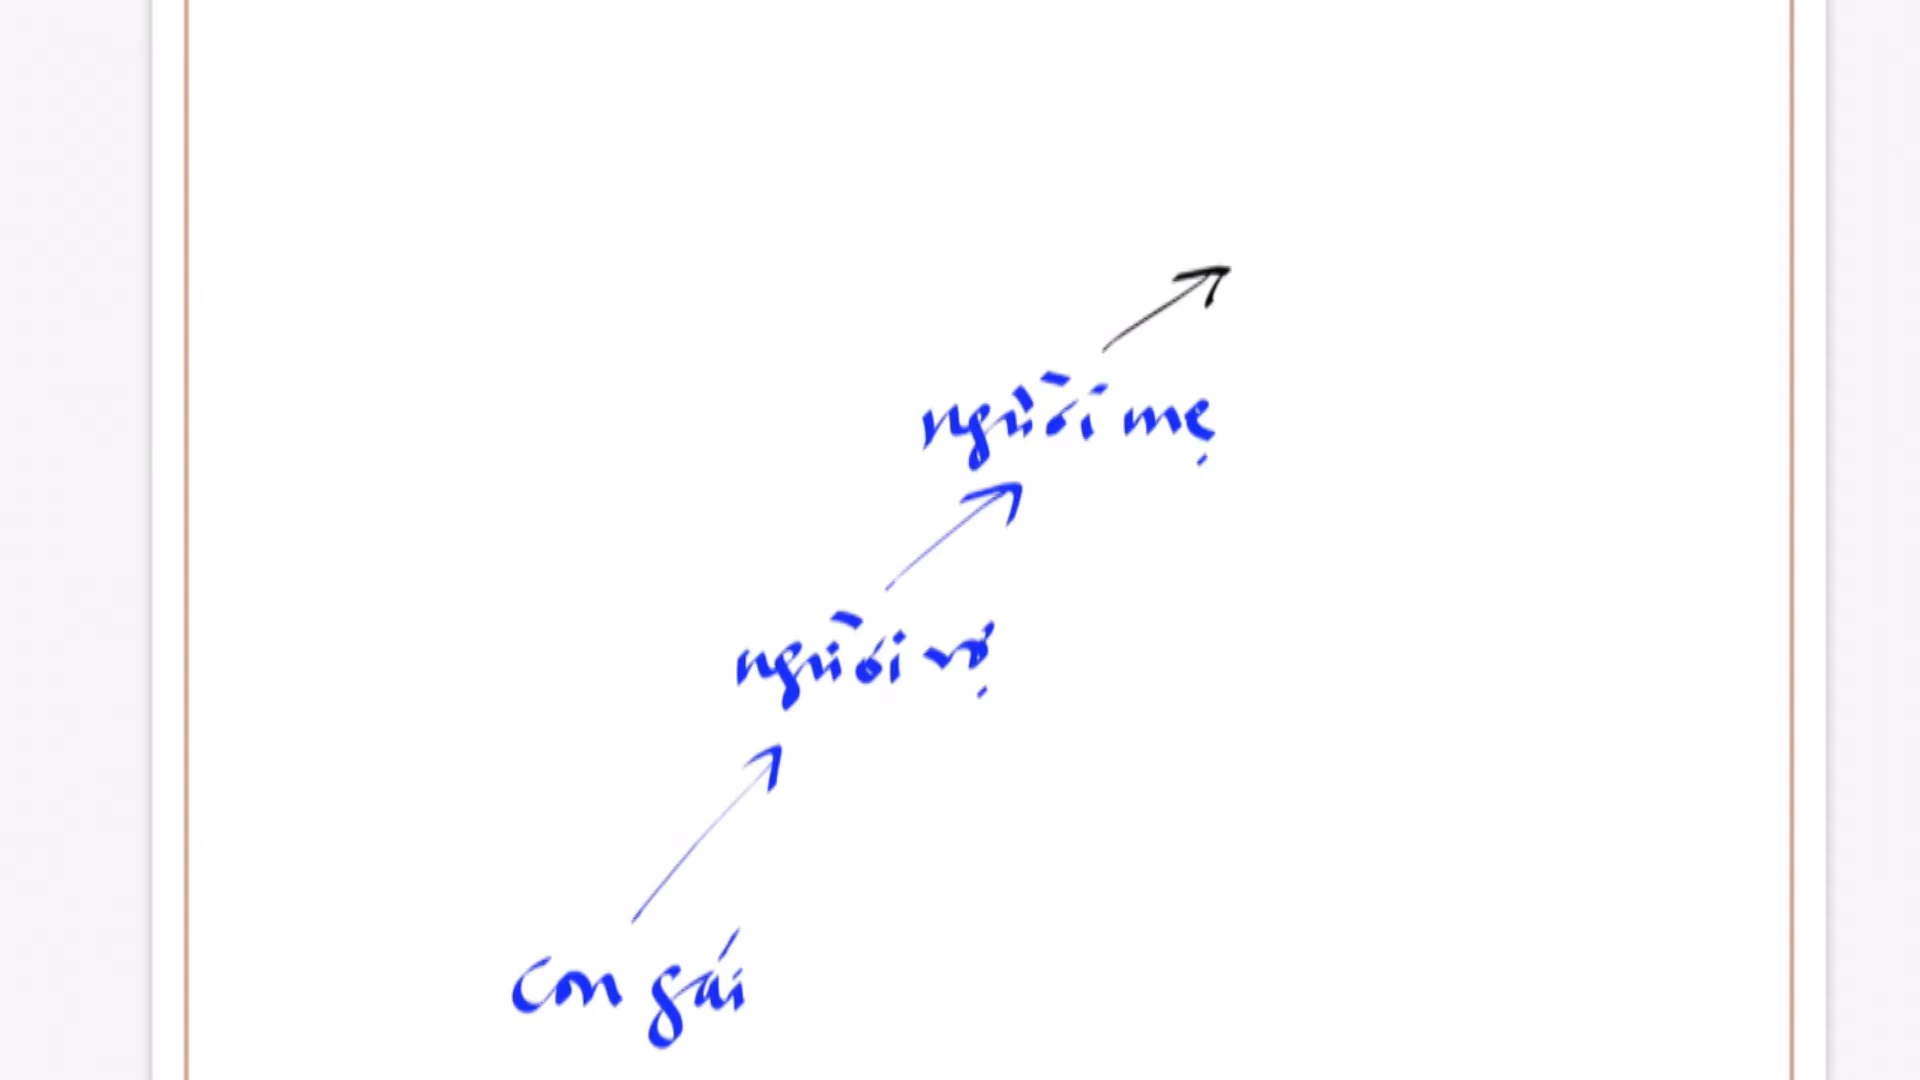 người mẹ
người vợ
con gái